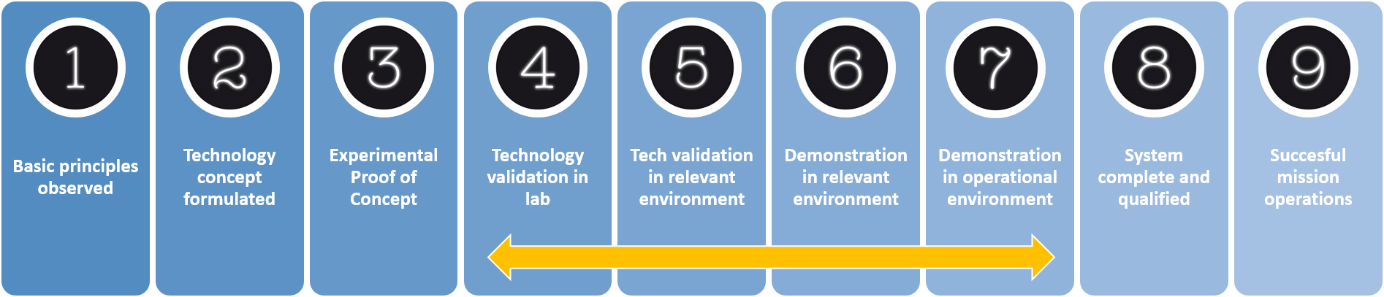 1
Basic principles
observed
2
Technology
concept
formulated
3
Experimental
Proof of
Concept
4
Technology
validation in
lab
5
Tech validation
in relevant
environment
6
Demonstration
in relevant
environment
7
Demonstration
in operational
environment
8
System
complete and
qualified
9
Succesful
mission
operations